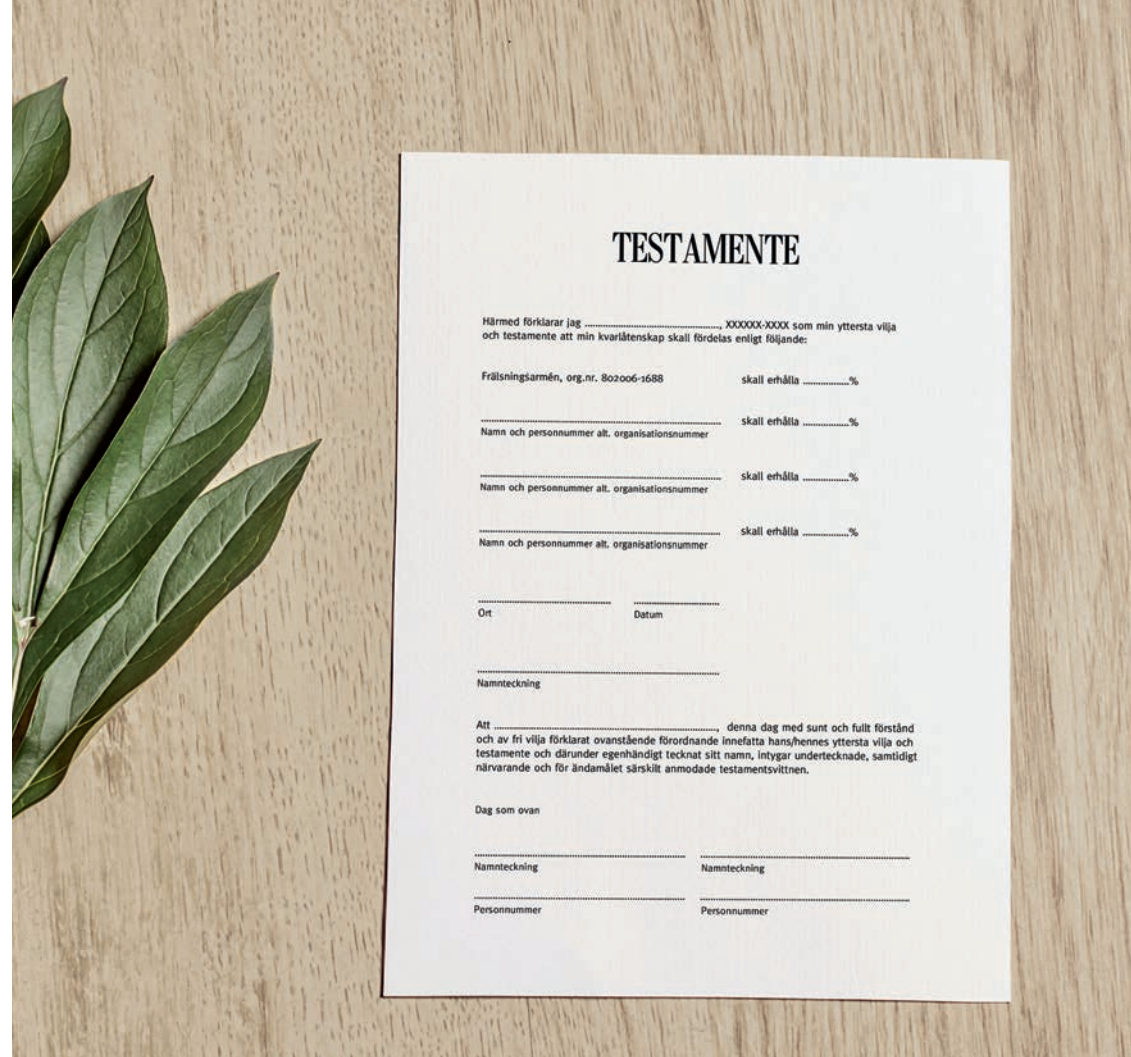 TESTAMENTE
Härmed förklarar jag ................................................, XXXXXX-XXXX som min yttersta vilja
och testamente att min kvarlåtenskap skall fördelas enligt följande:
Frälsningsarmén, org.nr. 802006-1688 skall erhålla ................%
................................................ skall erhålla ................%
Namn och personnummer alt. organisationsnummer
................................................ skall erhålla ................%
Namn och personnummer alt. organisationsnummer
................................................ skall erhålla ................%
Namn och personnummer alt. organisationsnummer
Ort Datum
Namnteckning
Att ................................................, denna dag med sunt och fullt förstånd
och av fri vilja förklarat ovanstående förordnande innefatta hans/hennes yttersta vilja och
testamente och därunder egenhändigt tecknat sitt namn, intygar undertecknade, samtidigt
närvarande och för ändamålet särskilt anmodade testamentsvittnen.
Dag som ovan
Namnteckning Namnteckning
Personnummer Personnummer